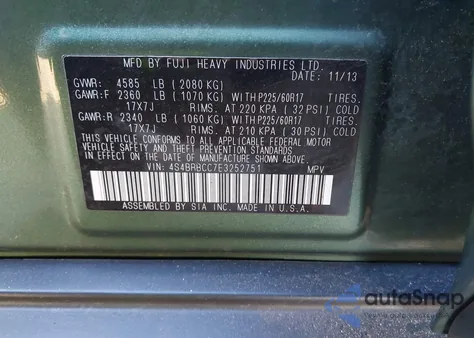 MFD BY FUJI HEAVY INDUSTRIES LTD.
DATE: 11/13
GVWR: 4585 LB (2080 KG)
GAWR:F 2360 LB (1070 KG) WITH P225/60R17 TIRES.
17X7J RIMS. AT 220 KPA (32 PSI) COLD
GAWR:R 2340 LB (1060 KG) WITH P225/60R17 TIRES.
17X7J RIMS. AT 210 KPA (30 PSI) COLD
THIS VEHICLE CONFORMS TO ALL APPLICABLE FEDERAL MOTOR
VEHICLE SAFETY AND THEFT PREVENTION STANDARDS
IN EFFECT ON THE DATE OF MANUFACTURE SHOWN ABOVE.
VIN: 4S4BRBCC7E3252751 MPV
ASSEMBLED BY SIA INC. MADE IN U.S.A.
autoSnap